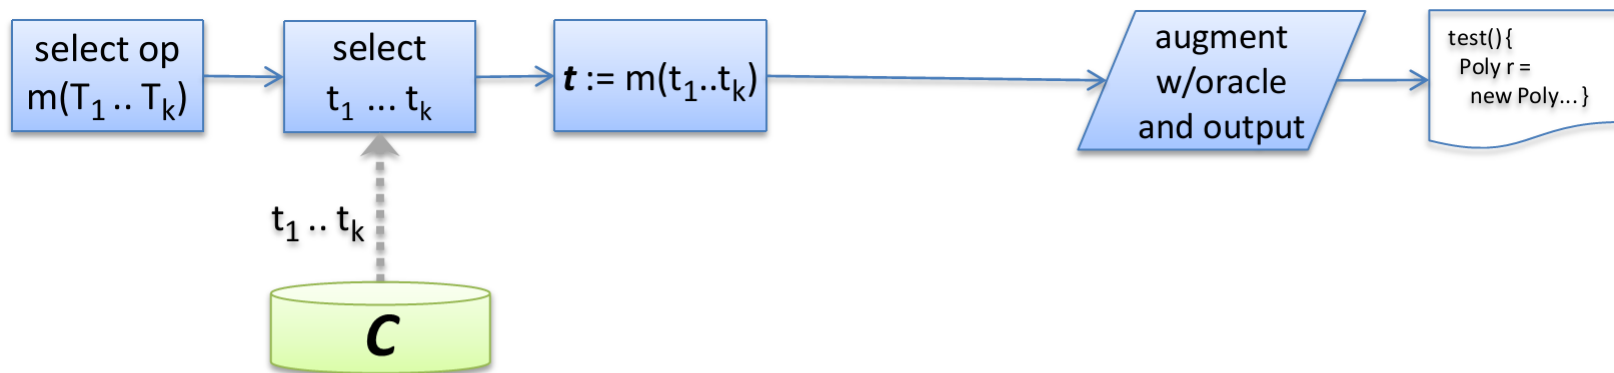 select op
m(T₁ .. Tₖ)
select
t₁ ... tₖ
t := m(t₁..tₖ)
augment
w/oracle
and output
test() {
Poly r =
new Poly... }
t₁ .. tₖ
C